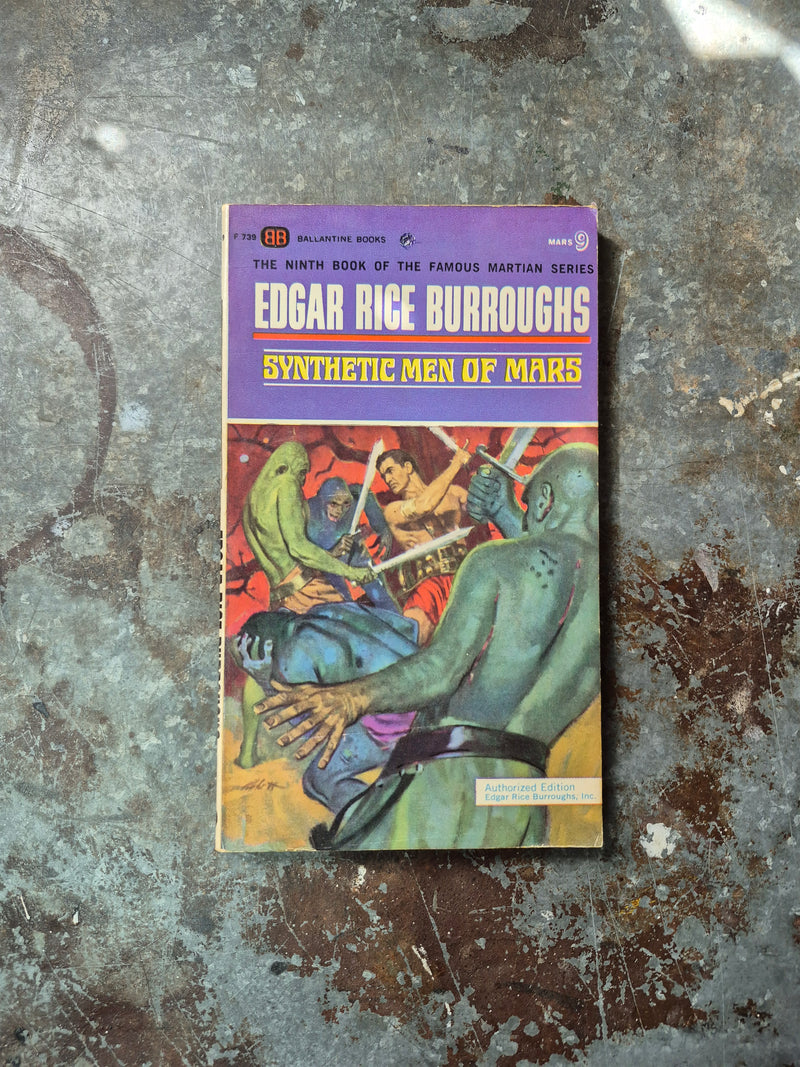 F 739 BB BALLANTINE BOOKS MARS 9
THE NINTH BOOK OF THE FAMOUS MARTIAN SERIES
EDGAR RICE BURROUGHS
SYNTHETIC MEN OF MARS
Authorized Edition
Edgar Rice Burroughs, Inc.